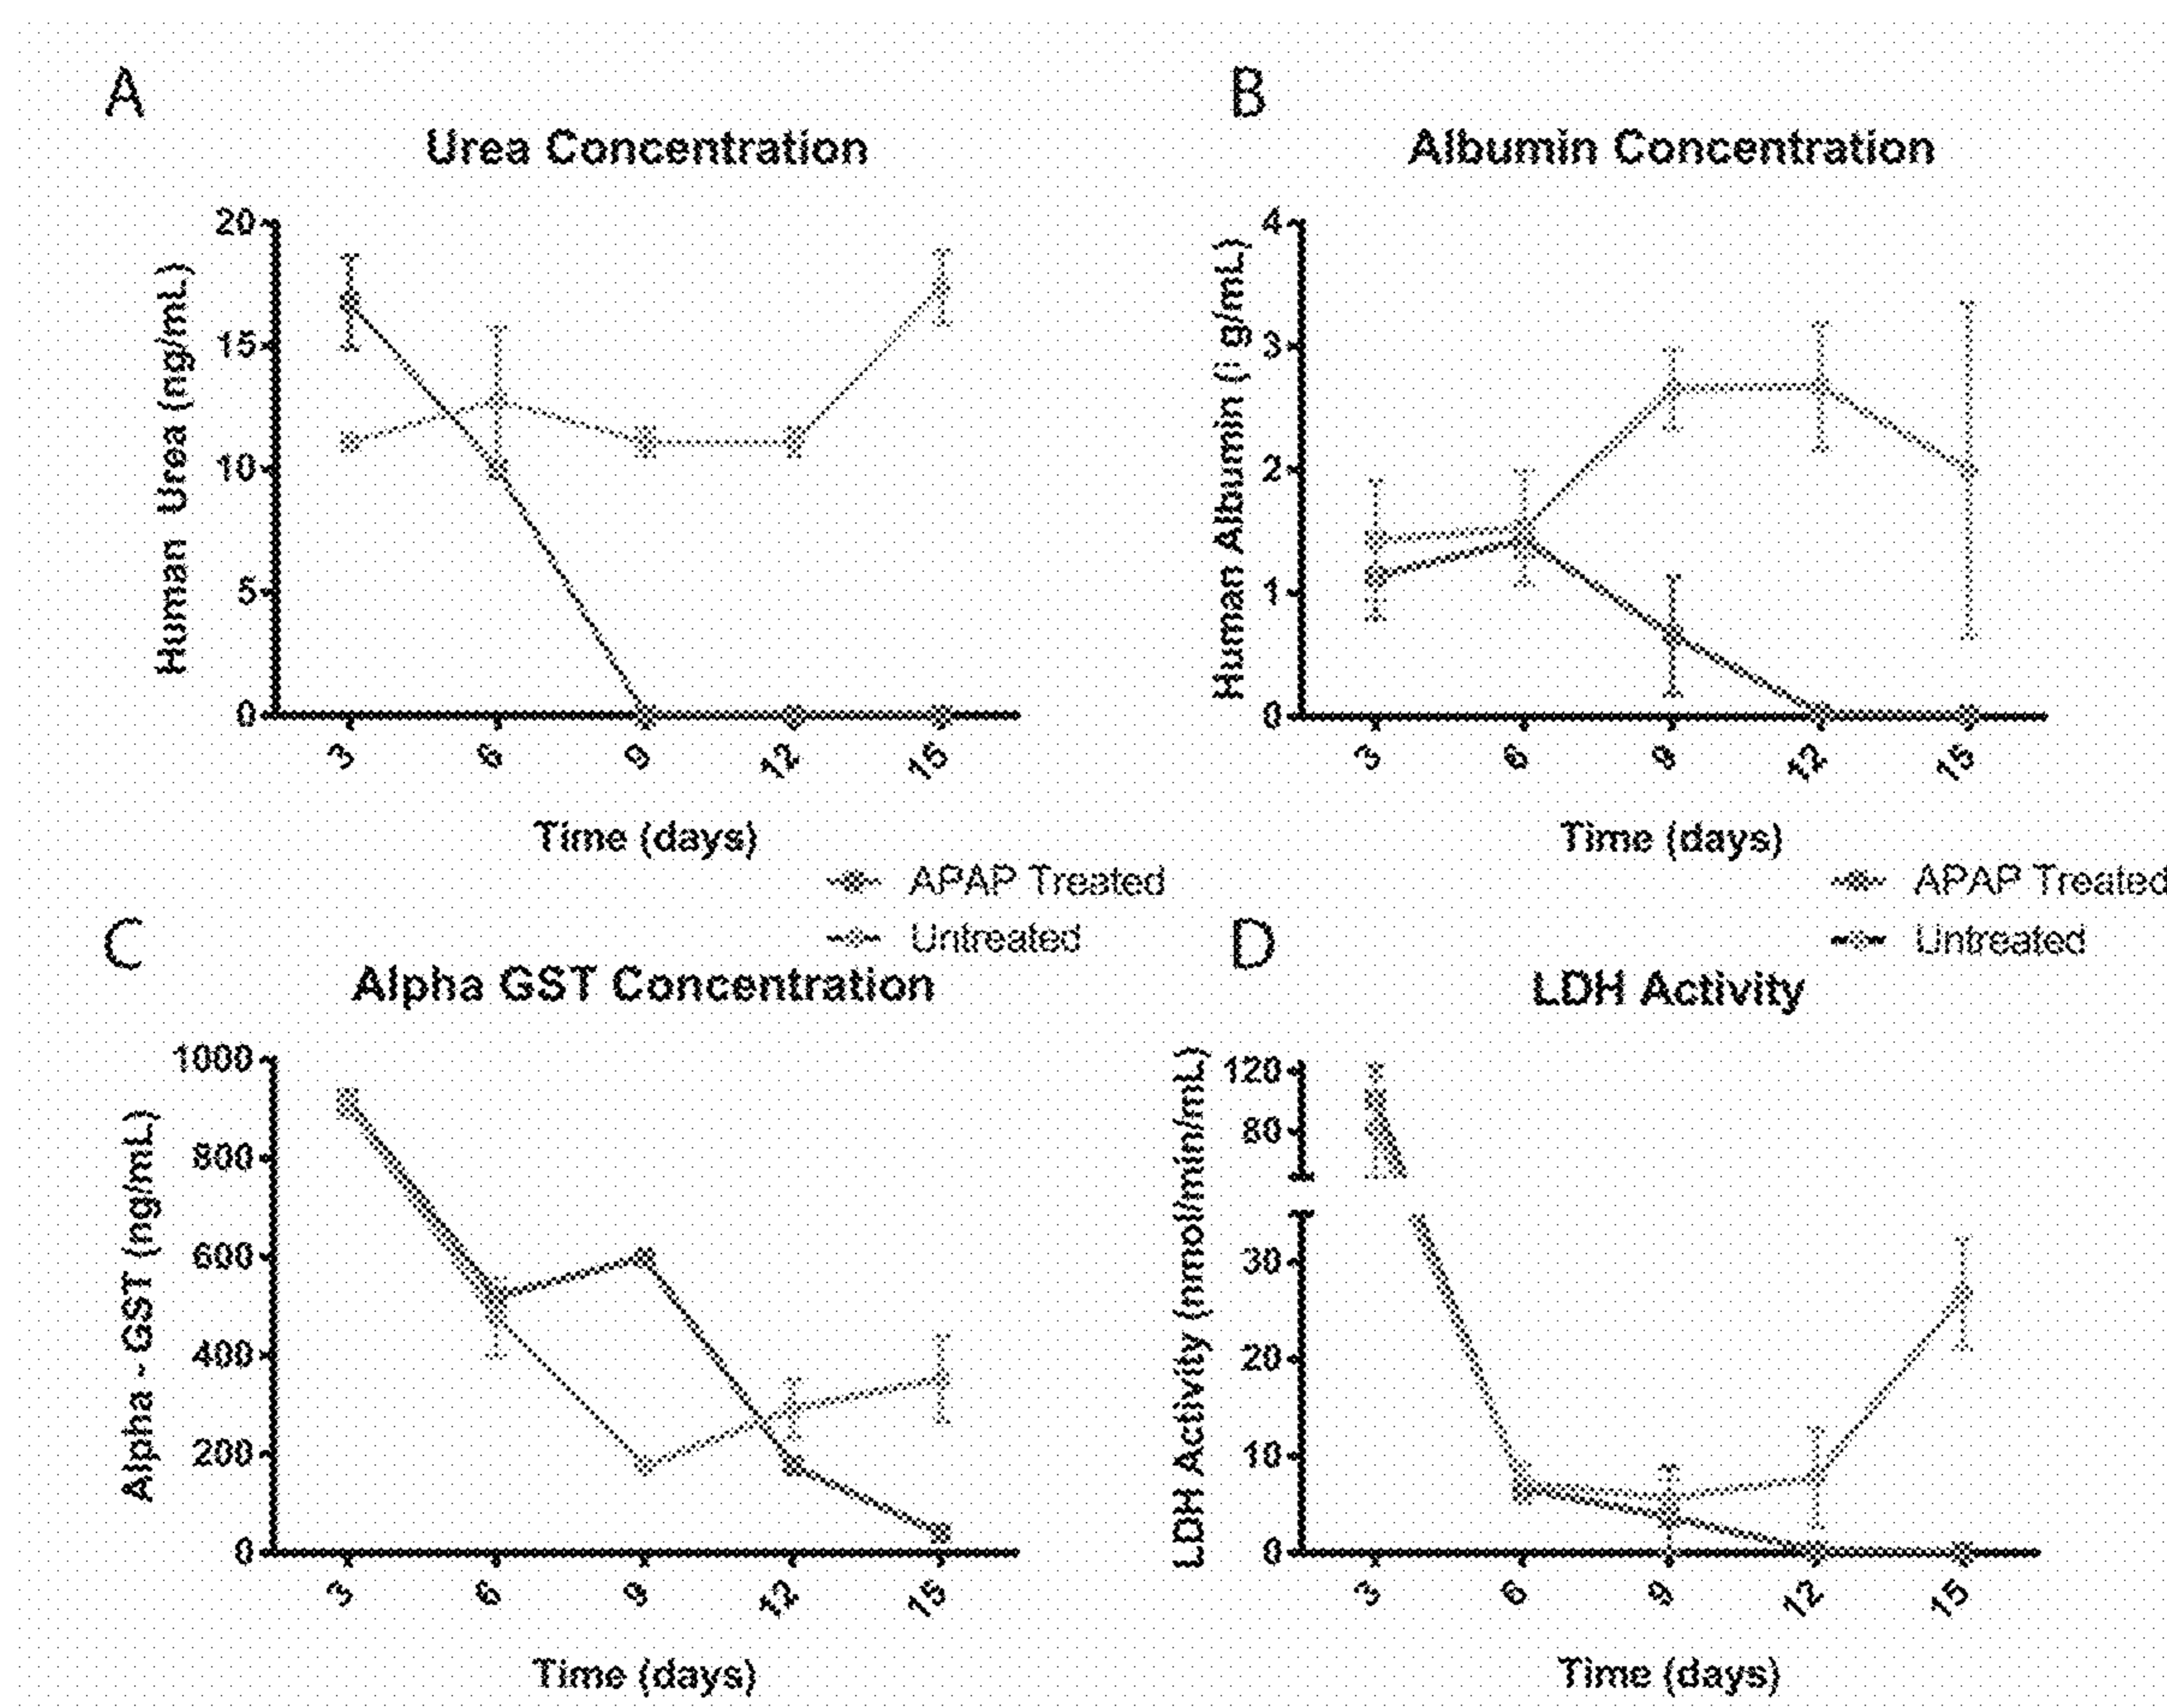 A
Urea Concentration
Human Urea (ng/mL)
20
15
10
5
0
3 6 9 12 15
Time (days)
APAP Treated
Untreated
B
Albumin Concentration
Human Albumin ( g/mL)
4
3
2
1
0
3 6 9 12 15
Time (days)
APAP Treated
Untreated
C
Alpha GST Concentration
Alpha - GST (ng/mL)
1000
800
600
400
200
0
3 6 9 12 15
Time (days)
D
LDH Activity
LDH Activity (nmol/min/mL)
120
80
30
20
10
0
3 6 9 12 15
Time (days)